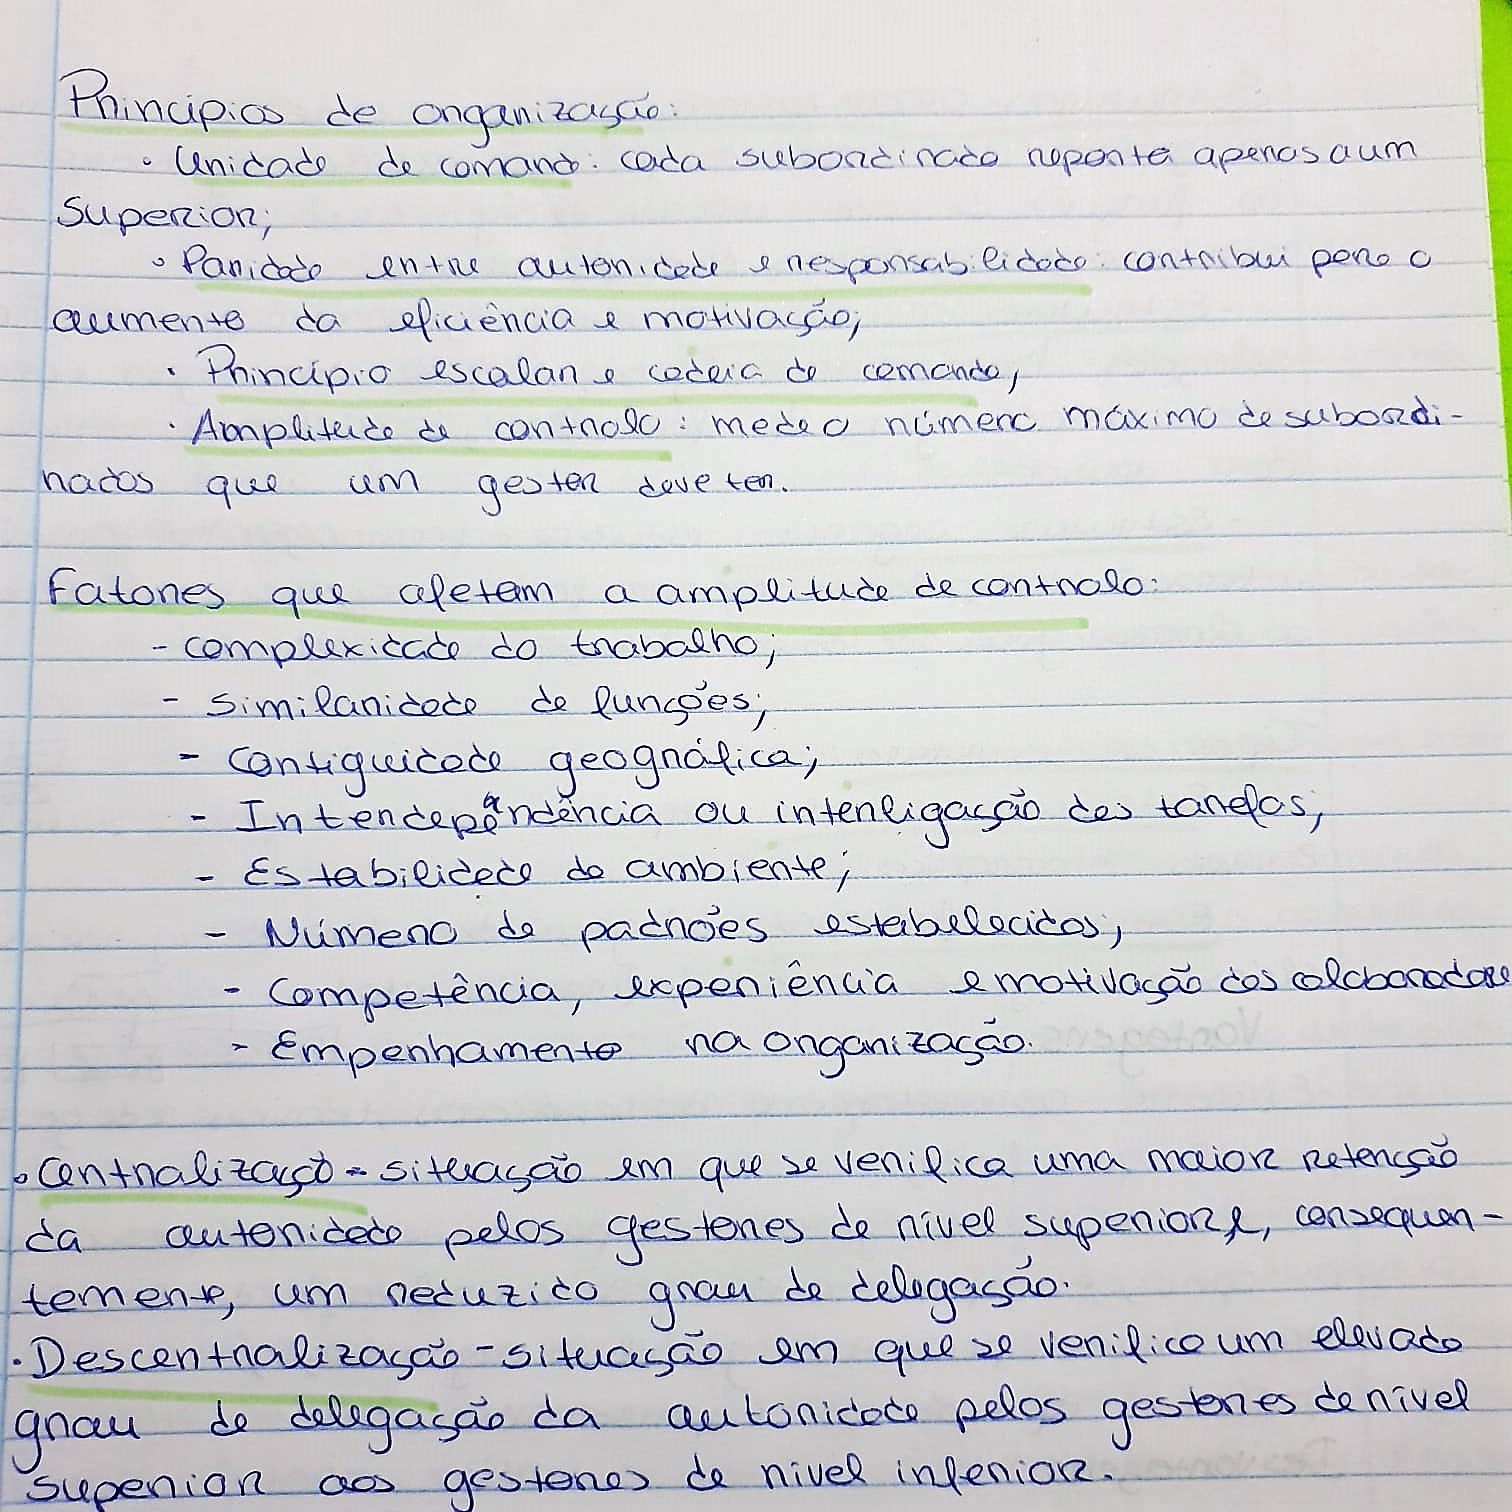 Princípios de organização:
• Unidade de comando: cada subordinado reporta apenas a um
superior;
• Paridade entre autoridade e responsabilidade: contribui para o
aumento da eficiência e motivação;
• Princípio escalar e cadeia de comando;
• Amplitude de controlo: mede o número máximo de subordi-
nados que um gestor deve ter.
Fatores que afetam a amplitude de controlo:
- complexidade do trabalho;
- Similaridade de funções;
- Contiguidade geográfica;
- Interdependência ou interligação das tarefas;
- Estabilidade do ambiente;
- Número de padrões estabelecidos;
- Competência, experiência e motivação dos colaboradore
- Empenhamento na organização.
• Centralização - situação em que se verifica uma maior retenção
da autoridade pelos gestores de nível superior e, consequen-
temente, um reduzido grau de delegação.
• Descentralização - situação em que se verifica um elevado
grau de delegação da autoridade pelos gestores de nível
superior aos gestores de nível inferior.